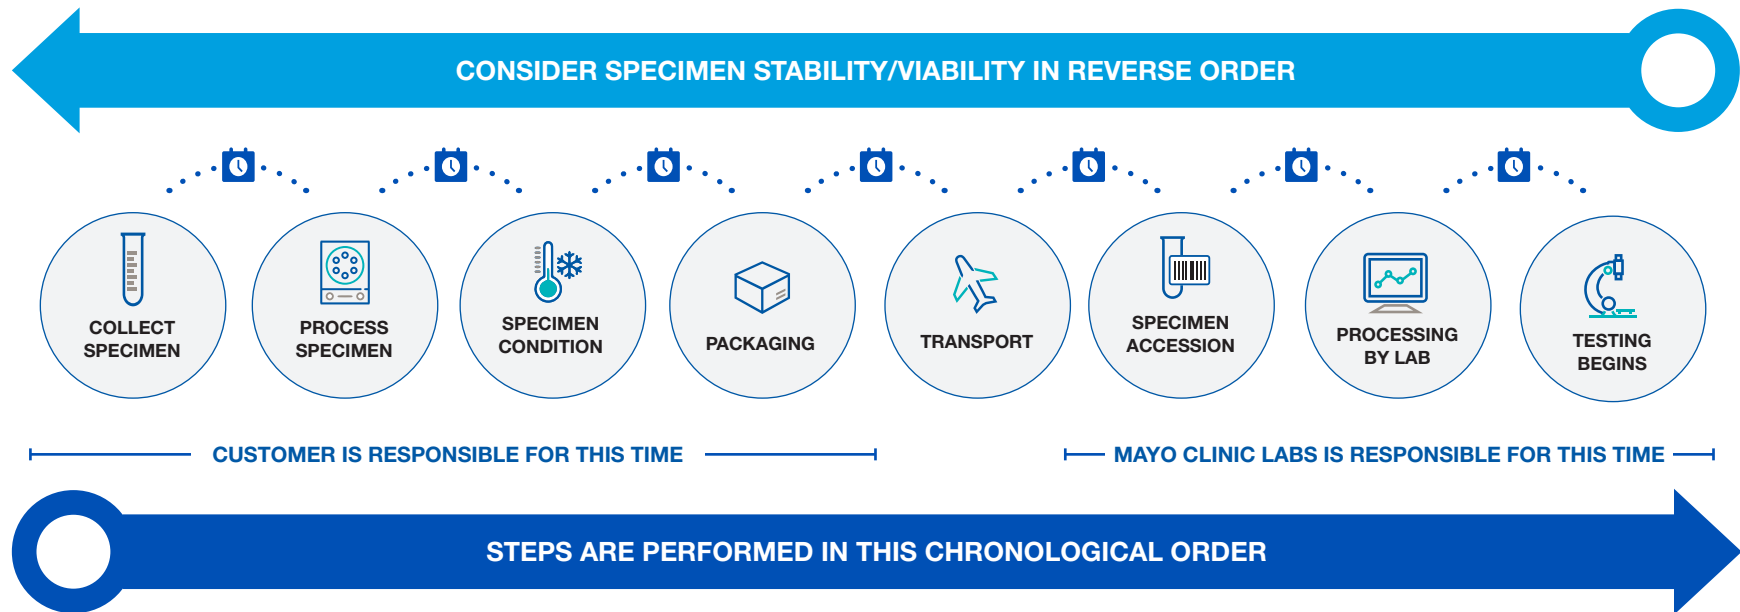 CONSIDER SPECIMEN STABILITY/VIABILITY IN REVERSE ORDER
COLLECT
SPECIMEN
PROCESS
SPECIMEN
SPECIMEN
CONDITION
PACKAGING
TRANSPORT
SPECIMEN
ACCESSION
PROCESSING
BY LAB
TESTING
BEGINS
CUSTOMER IS RESPONSIBLE FOR THIS TIME
MAYO CLINIC LABS IS RESPONSIBLE FOR THIS TIME
STEPS ARE PERFORMED IN THIS CHRONOLOGICAL ORDER